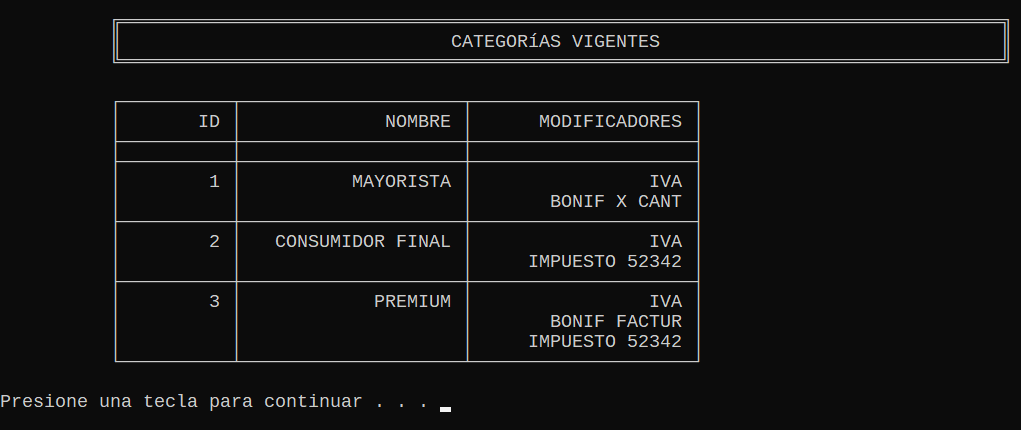 CATEGORíAS VIGENTES
ID NOMBRE MODIFICADORES
1 MAYORISTA IVA
BONIF X CANT
2 CONSUMIDOR FINAL IVA
IMPUESTO 52342
3 PREMIUM IVA
BONIF FACTUR
IMPUESTO 52342
Presione una tecla para continuar . . .